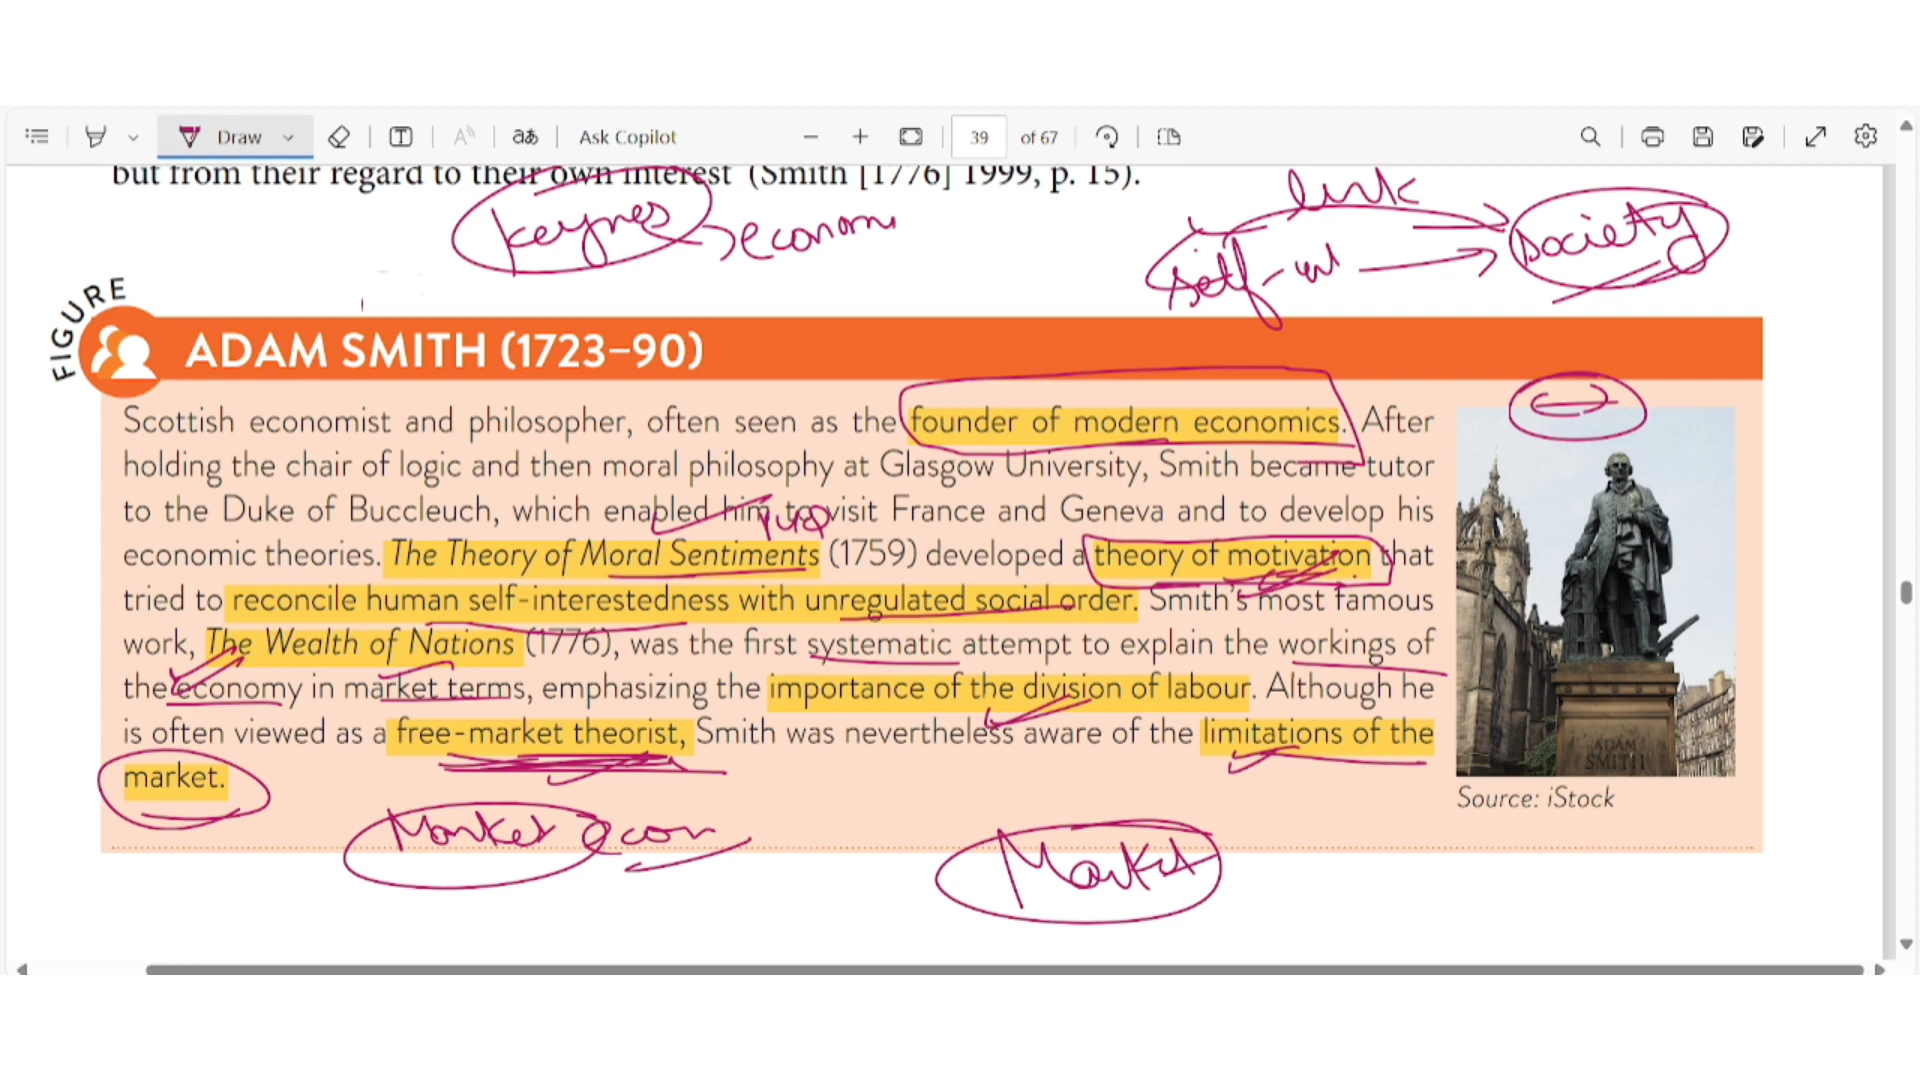 Draw
Ask Copilot
39 of 67
but from their regard to their own interest (Smith [1776] 1999, p. 15).
link
keynes
econom
self-int
society
FIGURE
ADAM SMITH (1723–90)
Scottish economist and philosopher, often seen as the founder of modern economics. After
holding the chair of logic and then moral philosophy at Glasgow University, Smith became tutor
to the Duke of Buccleuch, which enabled him to visit France and Geneva and to develop his
economic theories. The Theory of Moral Sentiments (1759) developed a theory of motivation that
tried to reconcile human self-interestedness with unregulated social order. Smith's most famous
work, The Wealth of Nations (1776), was the first systematic attempt to explain the workings of
the economy in market terms, emphasizing the importance of the division of labour. Although he
is often viewed as a free-market theorist, Smith was nevertheless aware of the limitations of the
market.
ADAM
SMITH
Source: iStock
Market econ
Market